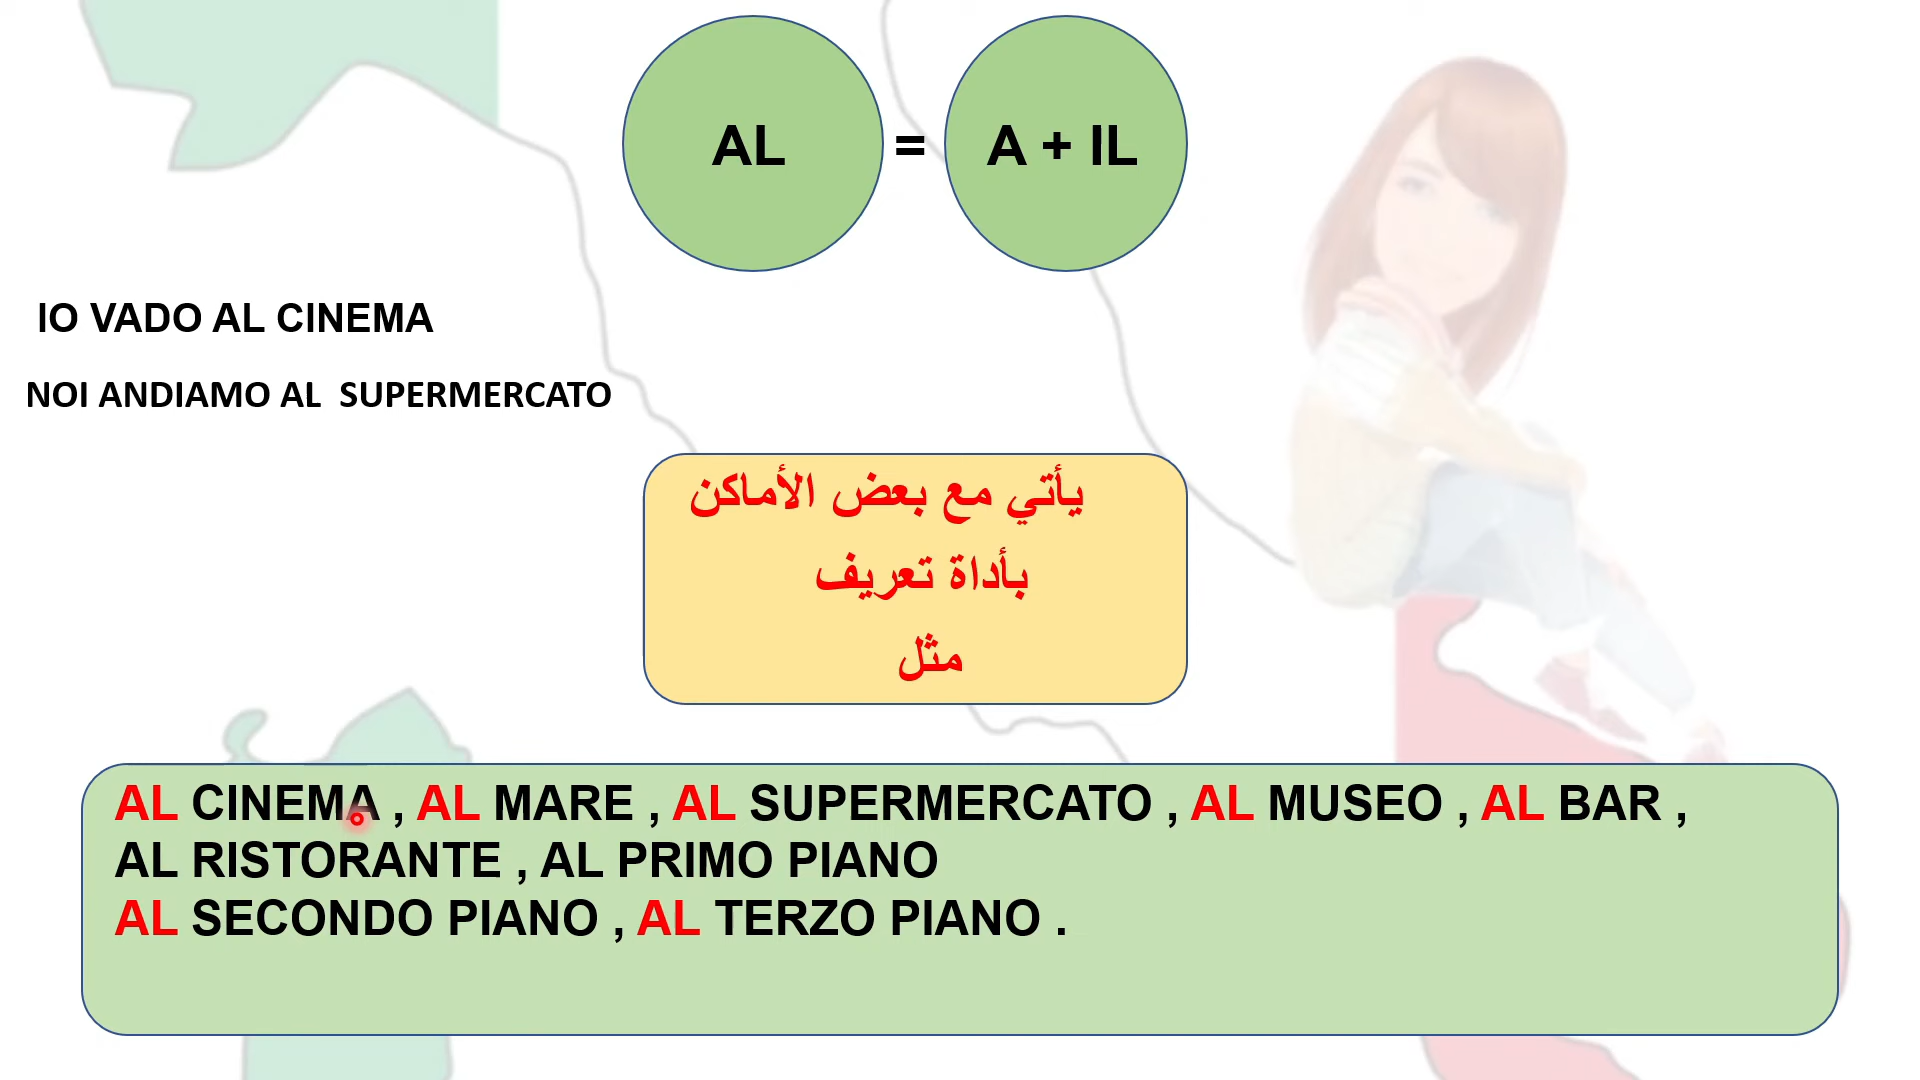 AL = A + IL
IO VADO AL CINEMA
NOI ANDIAMO AL SUPERMERCATO
يأتي مع بعض الأماكن
بأداة تعريف
مثل
AL CINEMA , AL MARE , AL SUPERMERCATO , AL MUSEO , AL BAR ,
AL RISTORANTE , AL PRIMO PIANO
AL SECONDO PIANO , AL TERZO PIANO .